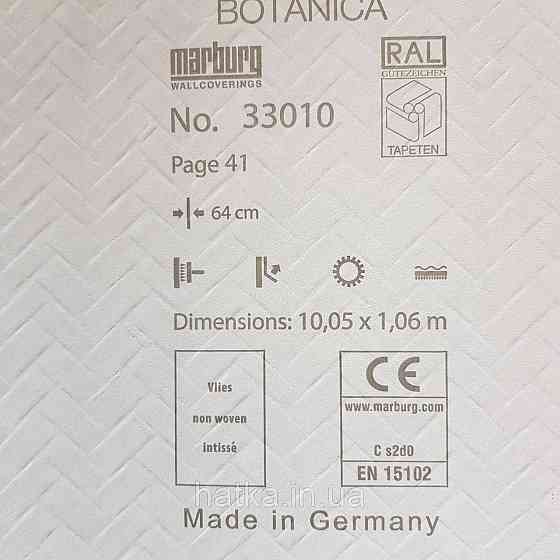 BOTANICA
marburg
WALLCOVERINGS
RAL
GÜTEZEICHEN
TAPETEN
No. 33010
Page 41
64 cm
Dimensions: 10,05 x 1,06 m
Vlies
non woven
intissé
CE
www.marburg.com
C s2d0
EN 15102
hatka.in.ua
Made in Germany